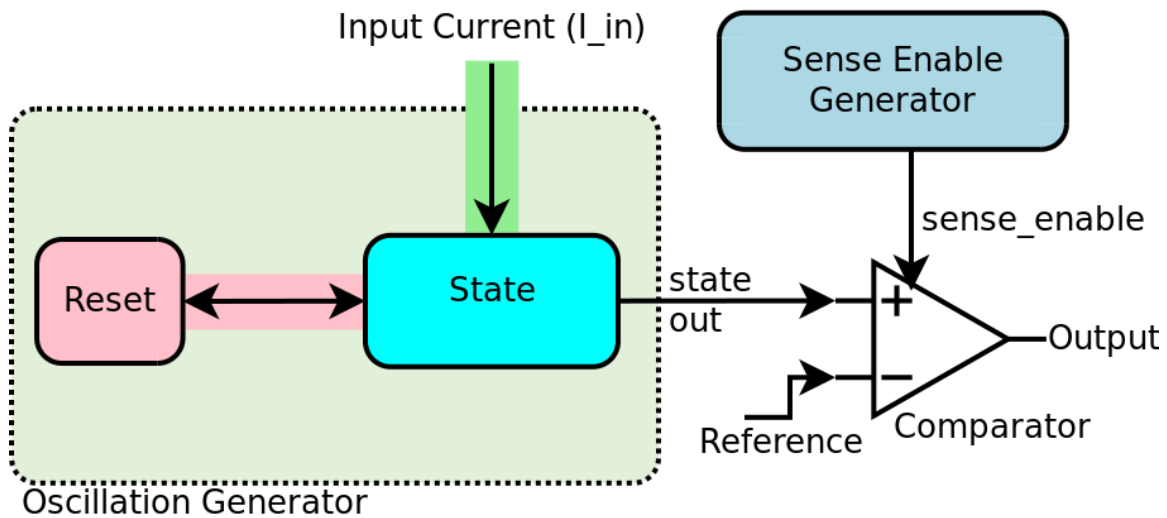 Input Current (I_in)
Sense Enable
Generator
sense_enable
Reset
State
state
out
+
−
Output
Reference
Comparator
Oscillation Generator